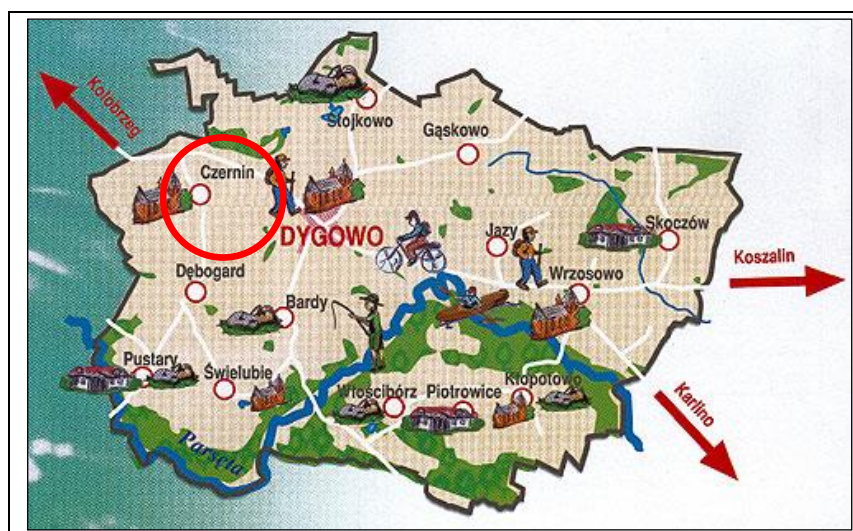 Kołobrzeg
Stojkowo
Gąskowo
Czernin
DYGOWO
Jazy
Skoczów
Koszalin
Dębogard
Wrzosowo
Bardy
Pustary
Świelubie
Włościbórz
Piotrowice
Kłopotowo
Karlino
Parsęta